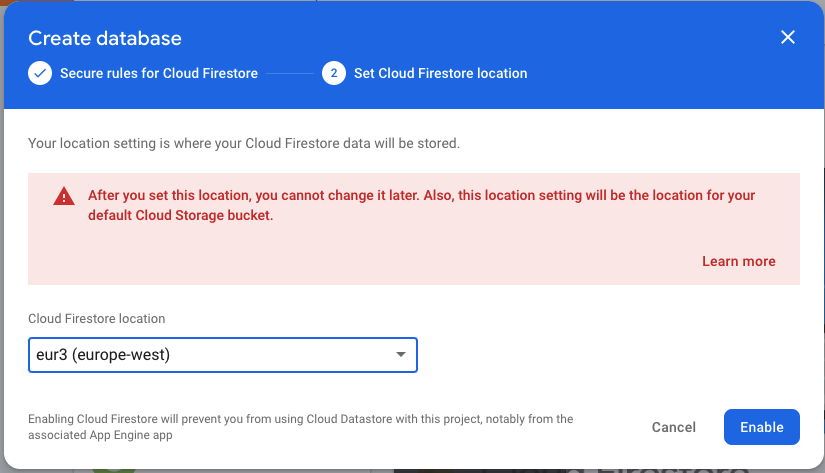 Create database
Secure rules for Cloud Firestore
2 Set Cloud Firestore location
Your location setting is where your Cloud Firestore data will be stored.
After you set this location, you cannot change it later. Also, this location setting will be the location for your
default Cloud Storage bucket.
Learn more
Cloud Firestore location
eur3 (europe-west)
Enabling Cloud Firestore will prevent you from using Cloud Datastore with this project, notably from the
associated App Engine app
Cancel
Enable